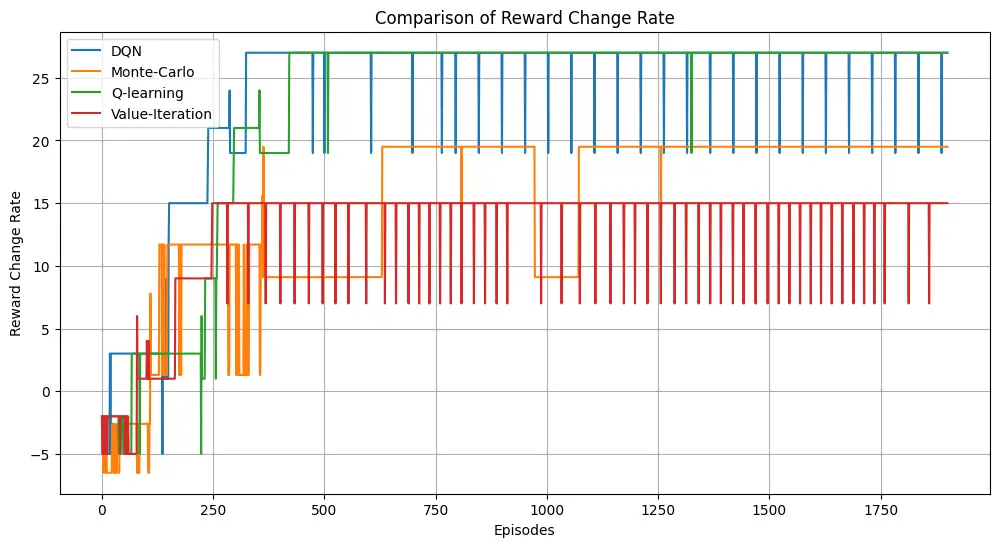 Comparison of Reward Change Rate
DQN
Monte-Carlo
Q-learning
Value-Iteration
Reward Change Rate
25
20
15
10
5
0
−5
0
250
500
750
1000
1250
1500
1750
Episodes